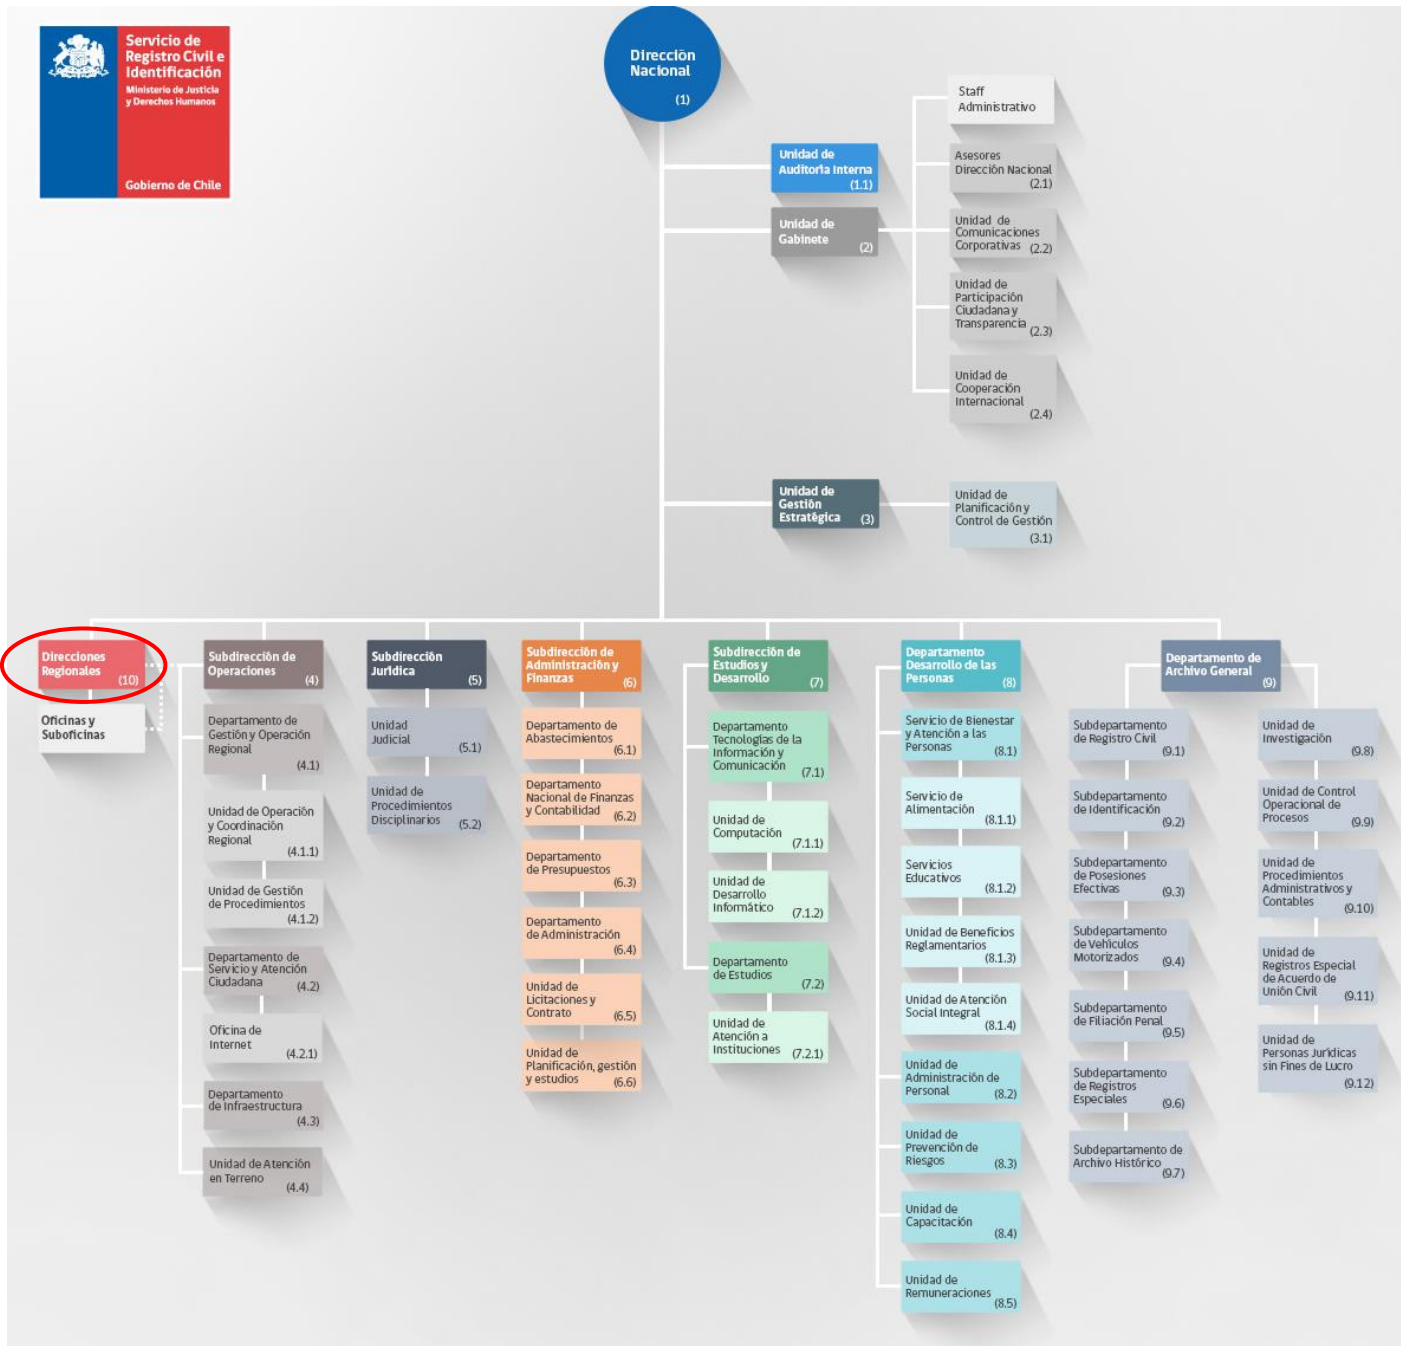 Servicio de
Registro Civil e
Identificación
Ministerio de Justicia
y Derechos Humanos
Gobierno de Chile
Dirección
Nacional
(1)
Staff
Administrativo
Unidad de
Auditoría Interna
(1.1)
Asesores
Dirección Nacional
(2.1)
Unidad de
Gabinete
(2)
Unidad de
Comunicaciones
Corporativas (2.2)
Unidad de
Participación
Ciudadana y
Transparencia (2.3)
Unidad de
Cooperación
Internacional
(2.4)
Unidad de
Gestión
Estratégica (3)
Unidad de
Planificación y
Control de Gestión
(3.1)
Direcciones
Regionales
(10)
Oficinas y
Suboficinas
Subdirección de
Operaciones
(4)
Departamento de
Gestión y Operación
Regional
(4.1)
Unidad de Operación
y Coordinación
Regional
(4.1.1)
Unidad de Gestión
de Procedimientos
(4.1.2)
Departamento de
Servicio y Atención
Ciudadana (4.2)
Oficina de
Internet
(4.2.1)
Departamento
de Infraestructura
(4.3)
Unidad de Atención
en Terreno
(4.4)
Subdirección
Jurídica
(5)
Unidad
Judicial
(5.1)
Unidad de
Procedimientos
Disciplinarios (5.2)
Subdirección de
Administración y
Finanzas (6)
Departamento de
Abastecimientos
(6.1)
Departamento
Nacional de Finanzas
y Contabilidad (6.2)
Departamento
de Presupuestos
(6.3)
Departamento
de Administración
(6.4)
Unidad de
Licitaciones y
Contrato (6.5)
Unidad de
Planificación, gestión
y estudios (6.6)
Subdirección de
Estudios y
Desarrollo (7)
Departamento
Tecnologías de la
Información y
Comunicación (7.1)
Unidad de
Computación
(7.1.1)
Unidad de
Desarrollo
Informático (7.1.2)
Departamento
de Estudios
(7.2)
Unidad de
Atención a
Instituciones (7.2.1)
Departamento
Desarrollo de las
Personas (8)
Servicio de Bienestar
y Atención a las
Personas (8.1)
Servicio de
Alimentación
(8.1.1)
Servicios
Educativos
(8.1.2)
Unidad de Beneficios
Reglamentarios
(8.1.3)
Unidad de Atención
Social Integral
(8.1.4)
Unidad de
Administración de
Personal (8.2)
Unidad de
Prevención de
Riesgos (8.3)
Unidad de
Capacitación
(8.4)
Unidad de
Remuneraciones
(8.5)
Departamento de
Archivo General
(9)
Subdepartamento
de Registro Civil
(9.1)
Subdepartamento
de Identificación
(9.2)
Subdepartamento
de Posesiones
Efectivas (9.3)
Subdepartamento
de Vehículos
Motorizados (9.4)
Subdepartamento
de Filiación Penal
(9.5)
Subdepartamento
de Registros
Especiales (9.6)
Subdepartamento de
Archivo Histórico
(9.7)
Unidad de
Investigación
(9.8)
Unidad de Control
Operacional de
Procesos (9.9)
Unidad de
Procedimientos
Administrativos y
Contables (9.10)
Unidad de
Registros Especial
de Acuerdo de
Unión Civil (9.11)
Unidad de
Personas Jurídicas
sin Fines de Lucro
(9.12)